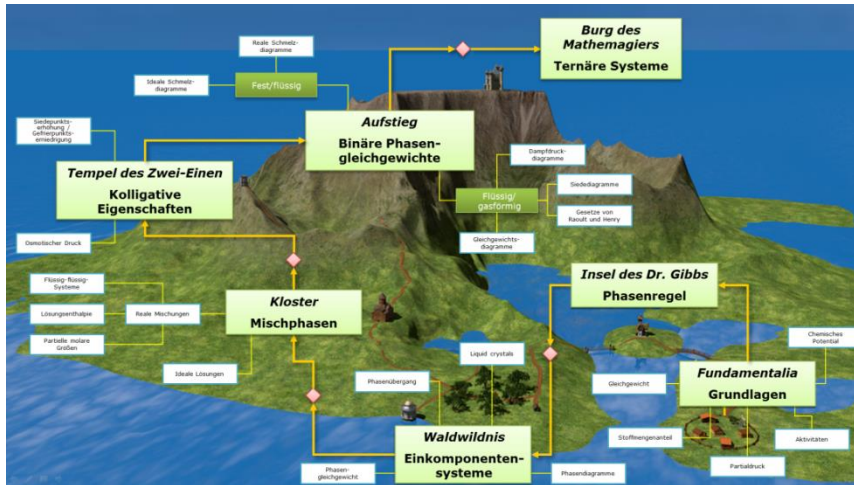 Reale Schmelz-
diagramme
Ideale Schmelz-
diagramme
Fest/flüssig
Burg des
Mathemagiers
Ternäre Systeme
Aufstieg
Binäre Phasen-
gleichgewichte
Siedepunkts-
erhöhung /
Gefrierpunkts-
erniedrigung
Tempel des Zwei-Einen
Kolligative
Eigenschaften
Osmotischer Druck
Dampfdruck-
diagramme
Flüssig/
gasförmig
Siedediagramme
Gesetze von
Raoult und Henry
Gleichgewichts-
diagramme
Flüssig-flüssig-
Systeme
Lösungsenthalpie
Partielle molare
Größen
Reale Mischungen
Kloster
Mischphasen
Ideale Lösungen
Insel des Dr. Gibbs
Phasenregel
Chemisches
Potential
Gleichgewicht
Fundamentalia
Grundlagen
Stoffmengenanteil
Partialdruck
Aktivitäten
Liquid crystals
Phasenübergang
Waldwildnis
Einkomponenten-
systeme
Phasen-
gleichgewicht
Phasendiagramme